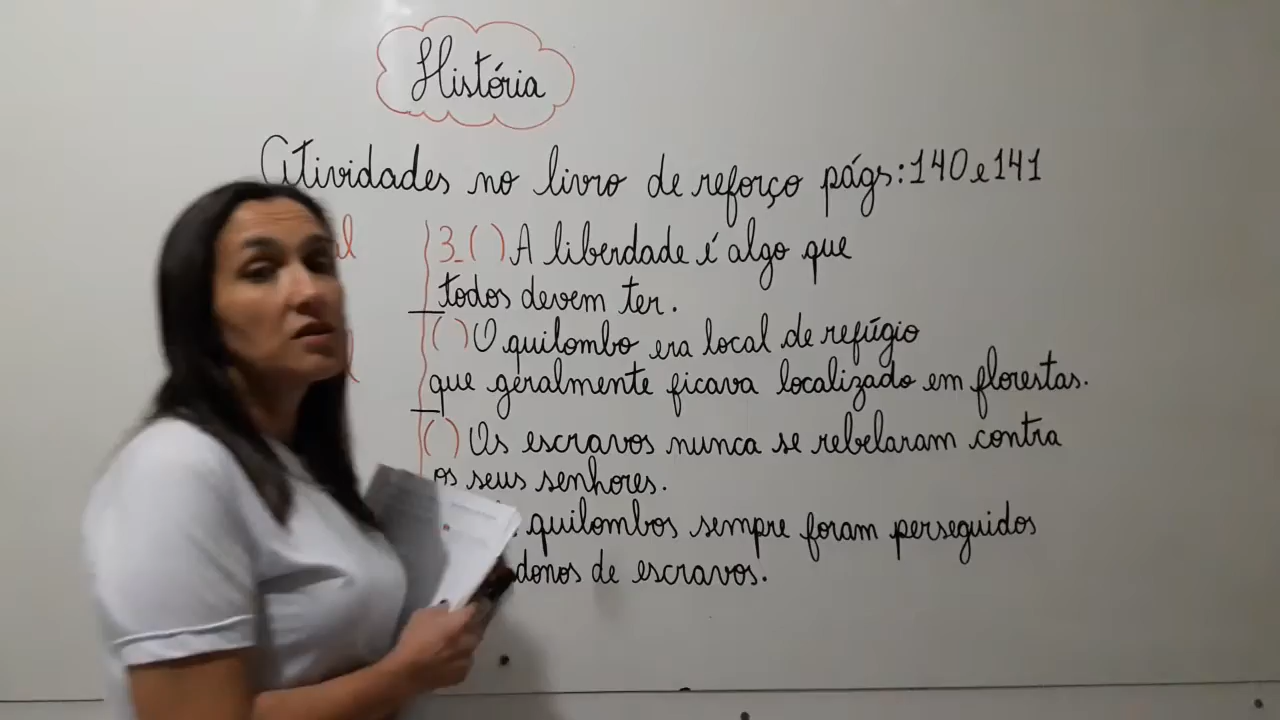 História
Atividades no livro de reforço págs:140 e 141
3_( ) A liberdade é algo que
todos devem ter.
( ) O quilombo era local de refúgio
que geralmente ficava localizado em florestas.
( ) Os escravos nunca se rebelaram contra
os seus senhores.
quilombos sempre foram perseguidos
donos de escravos.